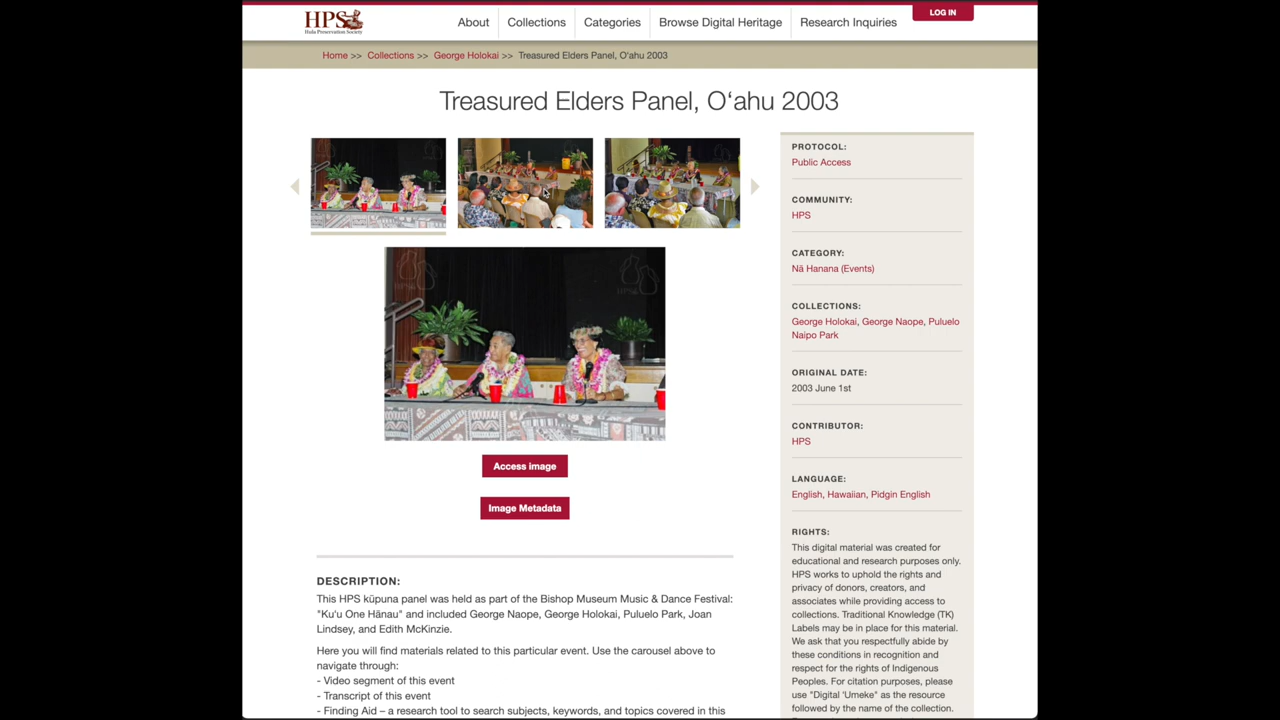 HPS
Hula Preservation Society
About
Collections
Categories
Browse Digital Heritage
Research Inquiries
LOG IN
Home >> Collections >> George Holokai >> Treasured Elders Panel, O'ahu 2003
Treasured Elders Panel, O‘ahu 2003
Access image
Image Metadata
DESCRIPTION:
This HPS kūpuna panel was held as part of the Bishop Museum Music & Dance Festival:
"Ku'u One Hānau" and included George Naope, George Holokai, Puluelo Park, Joan
Lindsey, and Edith McKinzie.
Here you will find materials related to this particular event. Use the carousel above to
navigate through:
- Video segment of this event
- Transcript of this event
- Finding Aid – a research tool to search subjects, keywords, and topics covered in this
PROTOCOL:
Public Access
COMMUNITY:
HPS
CATEGORY:
Nā Hanana (Events)
COLLECTIONS:
George Holokai, George Naope, Puluelo
Naipo Park
ORIGINAL DATE:
2003 June 1st
CONTRIBUTOR:
HPS
LANGUAGE:
English, Hawaiian, Pidgin English
RIGHTS:
This digital material was created for
educational and research purposes only.
HPS works to uphold the rights and
privacy of donors, creators, and
associates while providing access to
collections. Traditional Knowledge (TK)
Labels may be in place for this material.
We ask that you respectfully abide by
these conditions in recognition and
respect for the rights of Indigenous
Peoples. For citation purposes, please
use "Digital 'Umeke" as the resource
followed by the name of the collection.